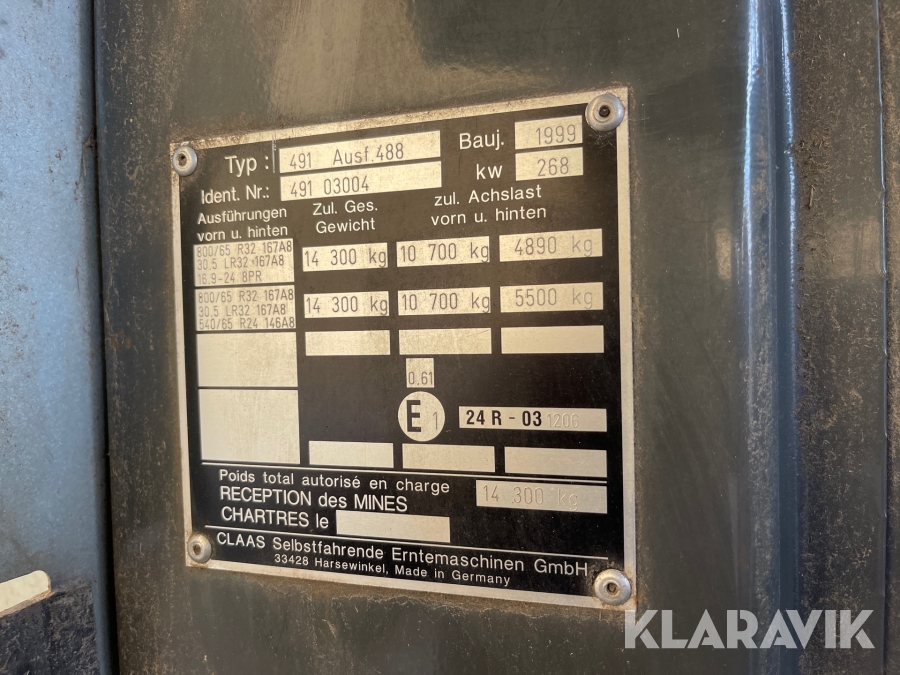 Typ : 491 Ausf.488 Bauj. 1999
Ident. Nr.: 491 03004 kw 268
Ausführungen vorn u. hinten
Zul. Ges. Gewicht
zul. Achslast vorn u. hinten
800/65 R32 167A8
30.5 LR32 167A8
16.9-24 8PR
14 300 kg 10 700 kg 4890 kg
800/65 R32 167A8
30.5 LR32 167A8
540/65 R24 146A8
14 300 kg 10 700 kg 5500 kg
0.61
E 1 24 R - 03 1206
Poids total autorisé en charge 14 300 kg
RECEPTION des MINES
CHARTRES le
CLAAS Selbstfahrende Erntemaschinen GmbH
33428 Harsewinkel, Made in Germany
KLARAVIK